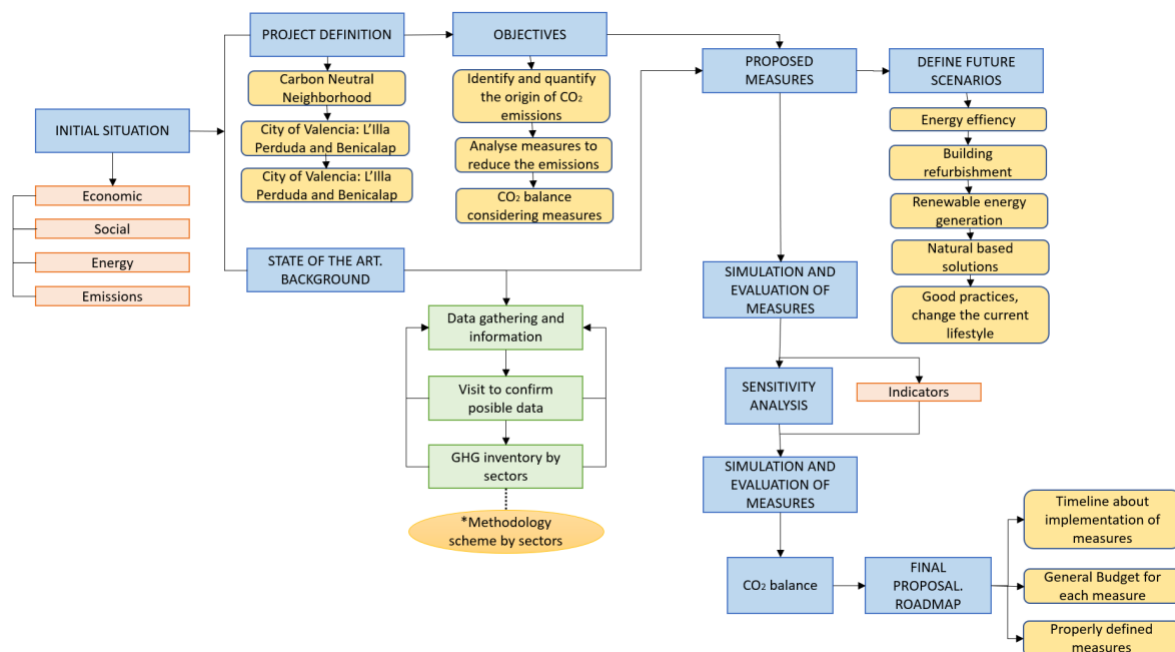 INITIAL SITUATION
Economic
Social
Energy
Emissions
PROJECT DEFINITION
Carbon Neutral
Neighborhood
City of Valencia: L'Illa
Perduda and Benicalap
City of Valencia: L'Illa
Perduda and Benicalap
OBJECTIVES
Identify and quantify
the origin of CO₂
emissions
Analyse measures to
reduce the emissions
CO₂ balance
considering measures
STATE OF THE ART.
BACKGROUND
Data gathering and
information
Visit to confirm
posible data
GHG inventory by
sectors
*Methodology
scheme by sectors
PROPOSED
MEASURES
DEFINE FUTURE
SCENARIOS
Energy effiency
Building
refurbishment
Renewable energy
generation
Natural based
solutions
Good practices,
change the current
lifestyle
SIMULATION AND
EVALUATION OF
MEASURES
SENSITIVITY
ANALYSIS
Indicators
SIMULATION AND
EVALUATION OF
MEASURES
CO₂ balance
FINAL
PROPOSAL.
ROADMAP
Timeline about
implementation of
measures
General Budget for
each measure
Properly defined
measures